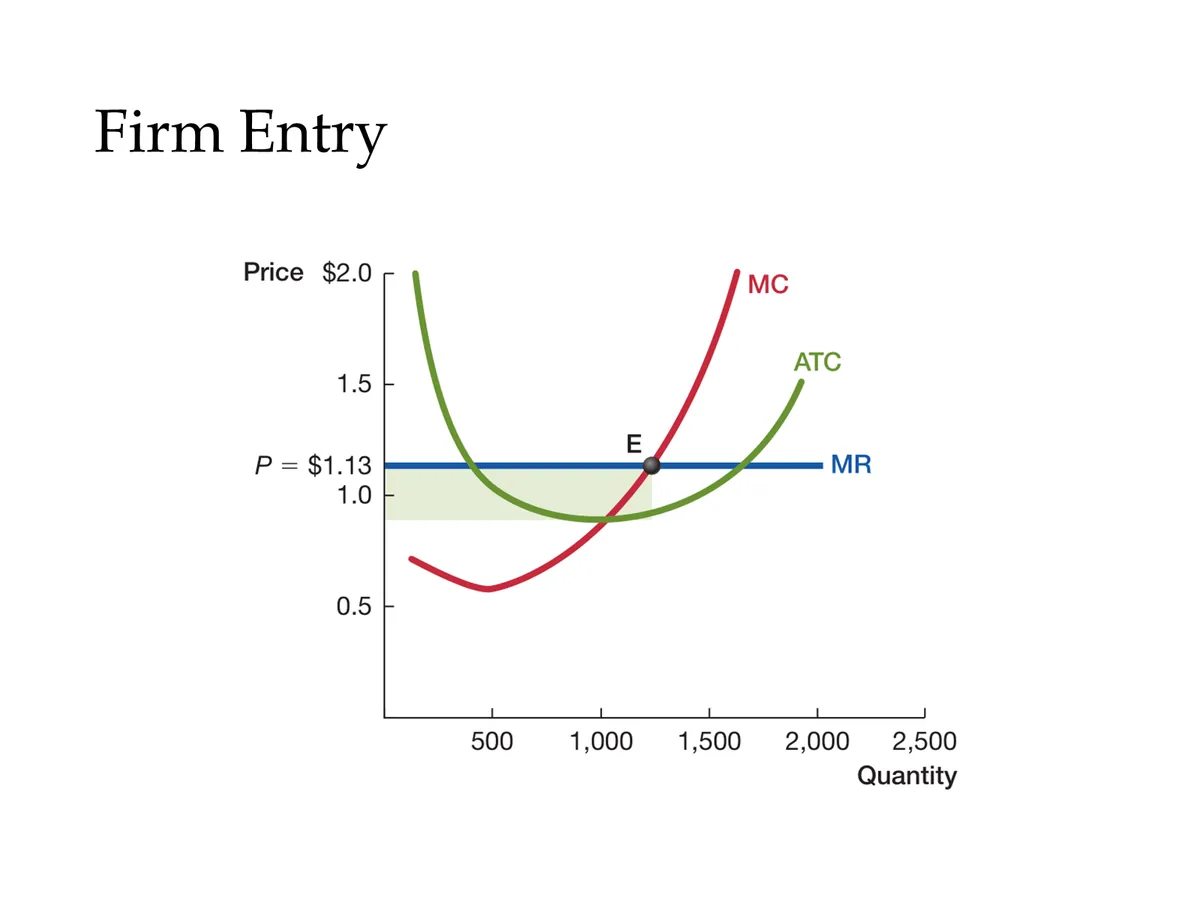 Firm Entry
Price $2.0
MC
ATC
1.5
E
P = $1.13
MR
1.0
0.5
500 1,000 1,500 2,000 2,500
Quantity